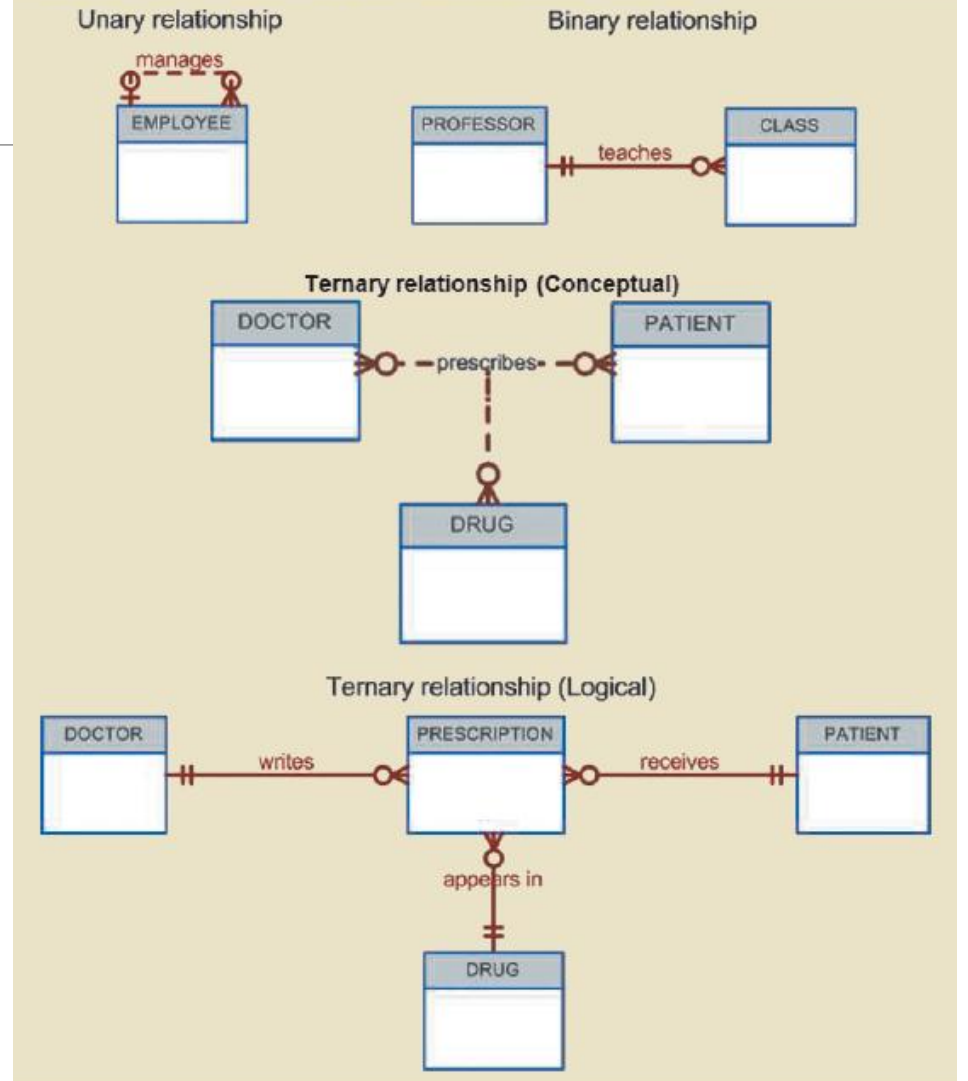 Unary relationship
Binary relationship
manages
EMPLOYEE
PROFESSOR
teaches
CLASS
Ternary relationship (Conceptual)
DOCTOR
prescribes
PATIENT
DRUG
Ternary relationship (Logical)
DOCTOR
writes
PRESCRIPTION
receives
PATIENT
appears in
DRUG